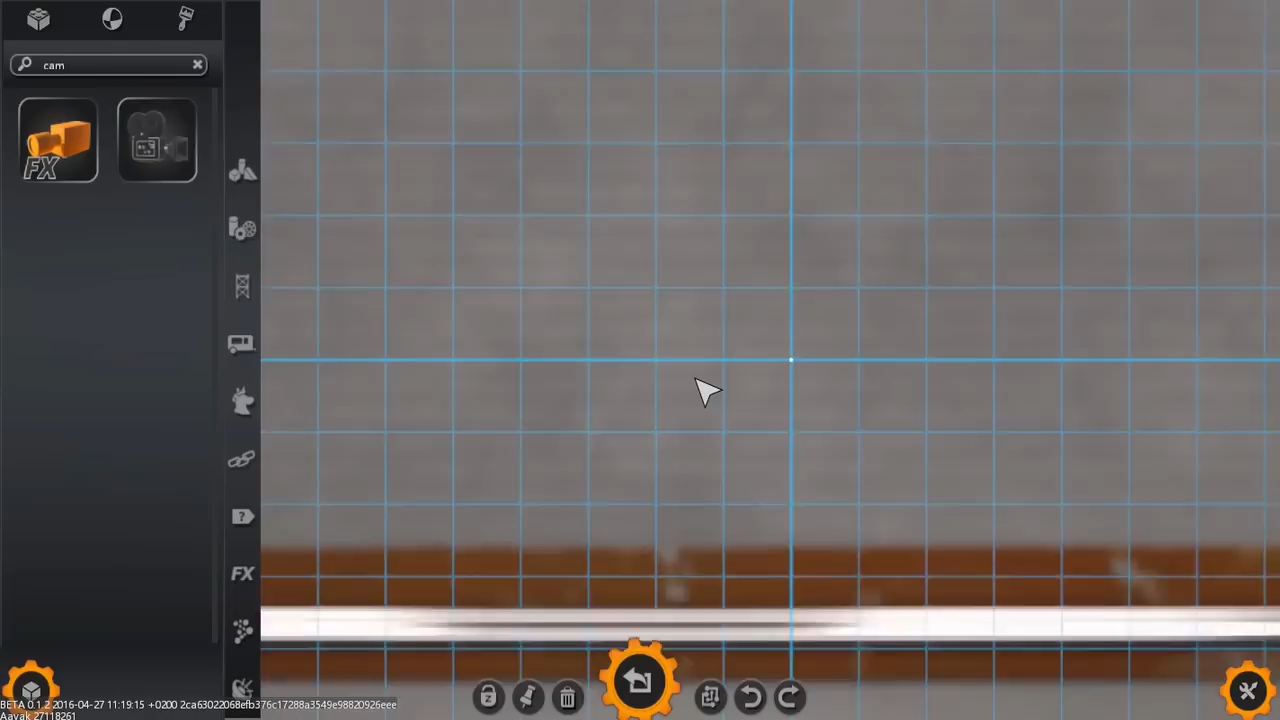 cam
FX
FX
BETA 0.1.2 2016-04-27 11:19:15 +0200 2ca63022068efb376c17288a3549e98820926eee
Aayak 27118261